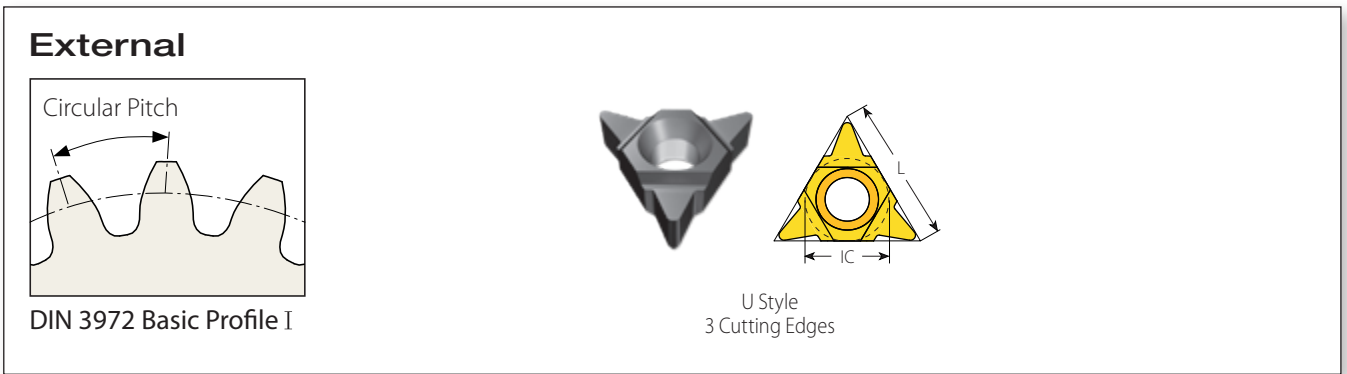 External
Circular Pitch
DIN 3972 Basic Profile I
L
IC
U Style
3 Cutting Edges